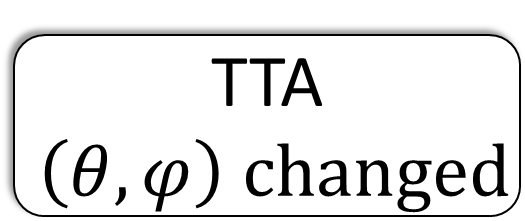 TTA
(θ, φ) changed